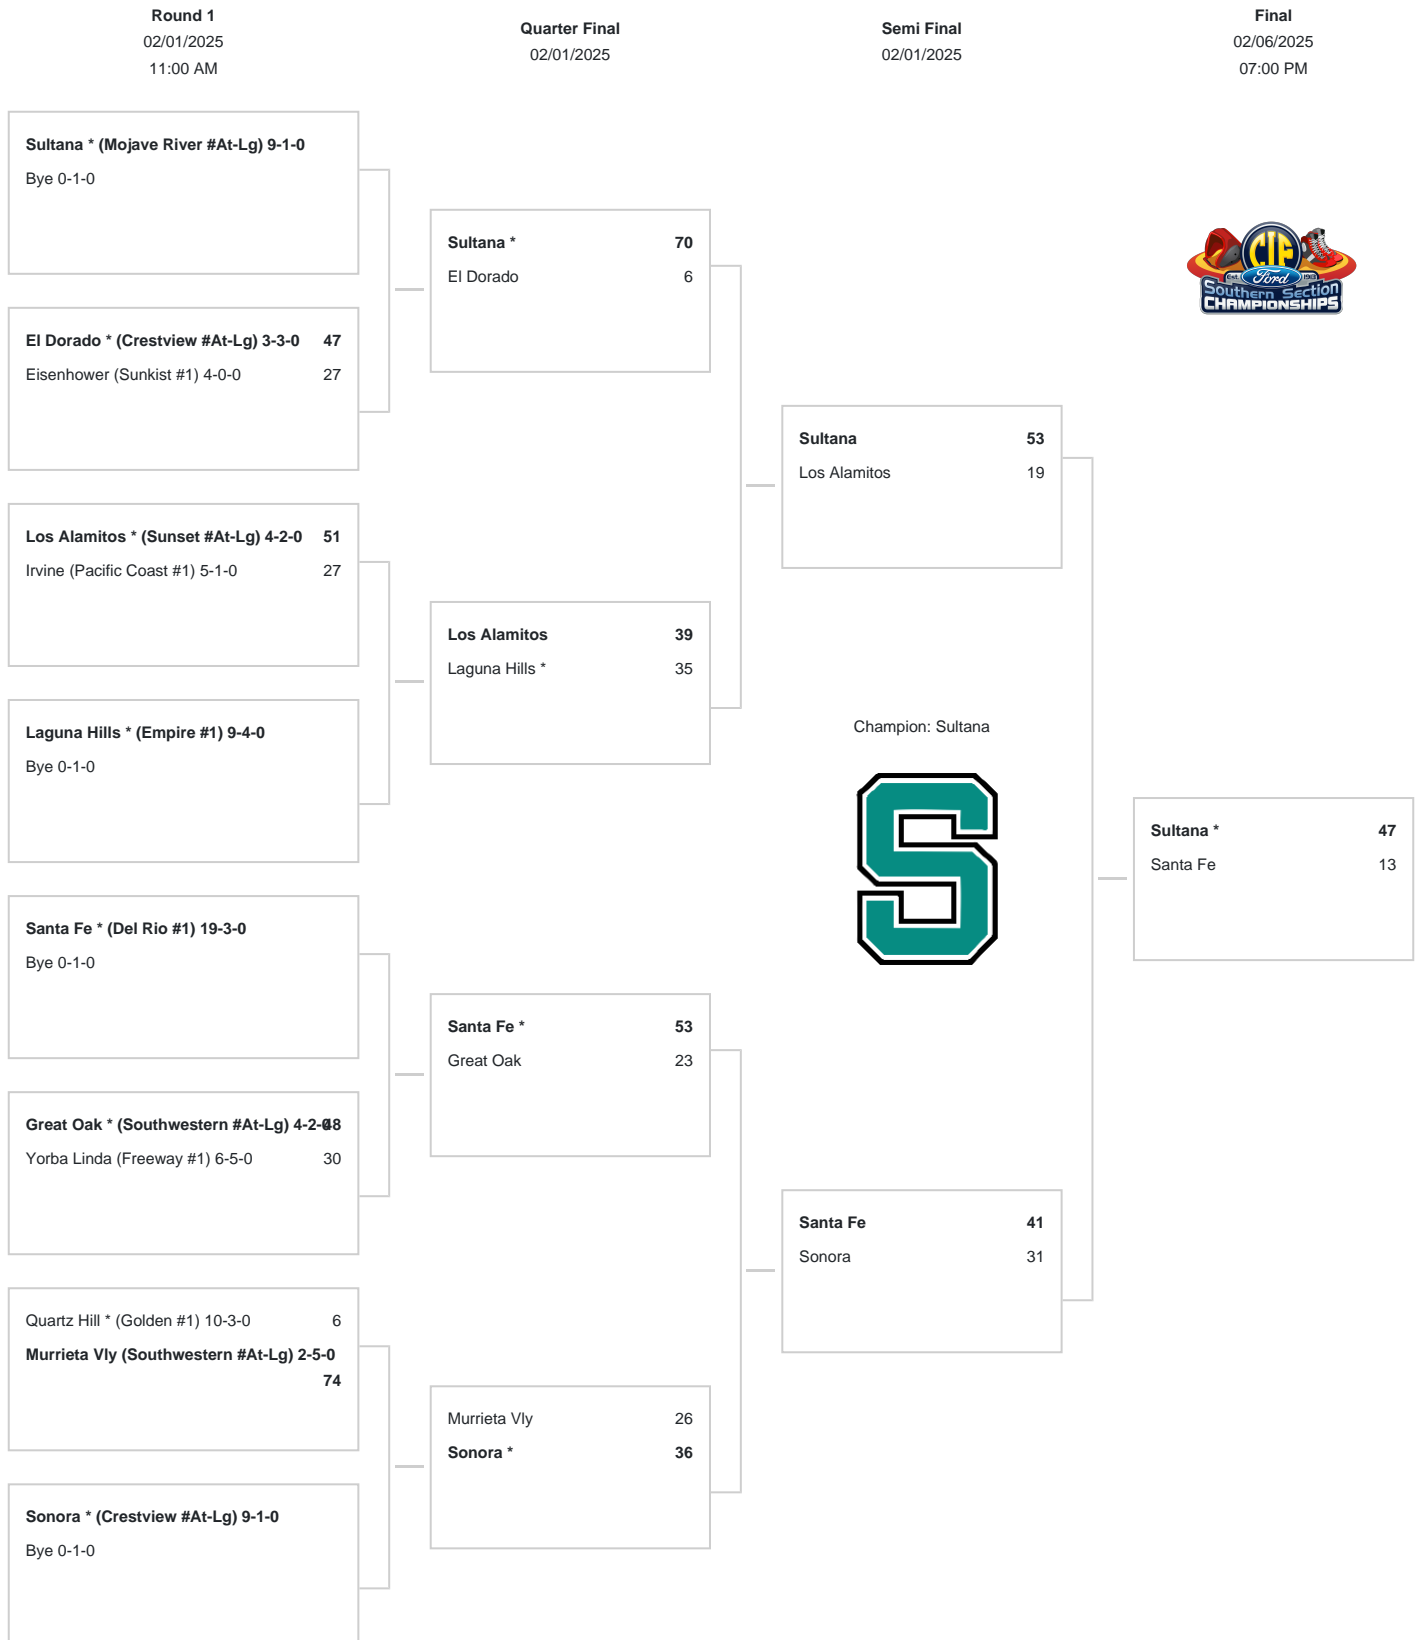 Round 1
02/01/2025
11:00 AM
Quarter Final
02/01/2025
Semi Final
02/01/2025
Final
02/06/2025
07:00 PM
Sultana * (Mojave River #At-Lg) 9-1-0
Bye 0-1-0
El Dorado * (Crestview #At-Lg) 3-3-0 47
Eisenhower (Sunkist #1) 4-0-0 27
Los Alamitos * (Sunset #At-Lg) 4-2-0 51
Irvine (Pacific Coast #1) 5-1-0 27
Laguna Hills * (Empire #1) 9-4-0
Bye 0-1-0
Santa Fe * (Del Rio #1) 19-3-0
Bye 0-1-0
Great Oak * (Southwestern #At-Lg) 4-2-0 48
Yorba Linda (Freeway #1) 6-5-0 30
Quartz Hill * (Golden #1) 10-3-0 6
Murrieta Vly (Southwestern #At-Lg) 2-5-0
74
Sonora * (Crestview #At-Lg) 9-1-0
Bye 0-1-0
Sultana * 70
El Dorado 6
Los Alamitos 39
Laguna Hills * 35
Santa Fe * 53
Great Oak 23
Murrieta Vly 26
Sonora * 36
Sultana 53
Los Alamitos 19
Champion: Sultana
S
Santa Fe 41
Sonora 31
CIF
Est. 1913
Ford
Southern Section
CHAMPIONSHIPS
Sultana * 47
Santa Fe 13